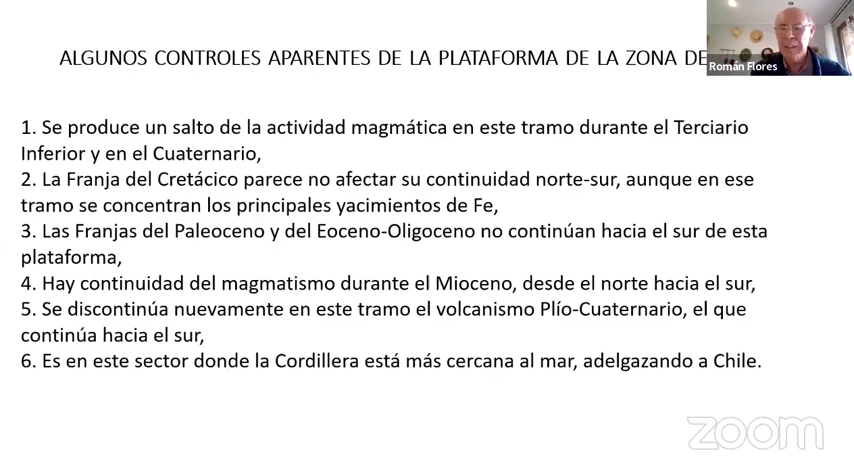 ALGUNOS CONTROLES APARENTES DE LA PLATAFORMA DE LA ZONA DE
Román Flores
1. Se produce un salto de la actividad magmática en este tramo durante el Terciario
Inferior y en el Cuaternario,
2. La Franja del Cretácico parece no afectar su continuidad norte-sur, aunque en ese
tramo se concentran los principales yacimientos de Fe,
3. Las Franjas del Paleoceno y del Eoceno-Oligoceno no continúan hacia el sur de esta
plataforma,
4. Hay continuidad del magmatismo durante el Mioceno, desde el norte hacia el sur,
5. Se discontinúa nuevamente en este tramo el volcanismo Plío-Cuaternario, el que
continúa hacia el sur,
6. Es en este sector donde la Cordillera está más cercana al mar, adelgazando a Chile.
zoom